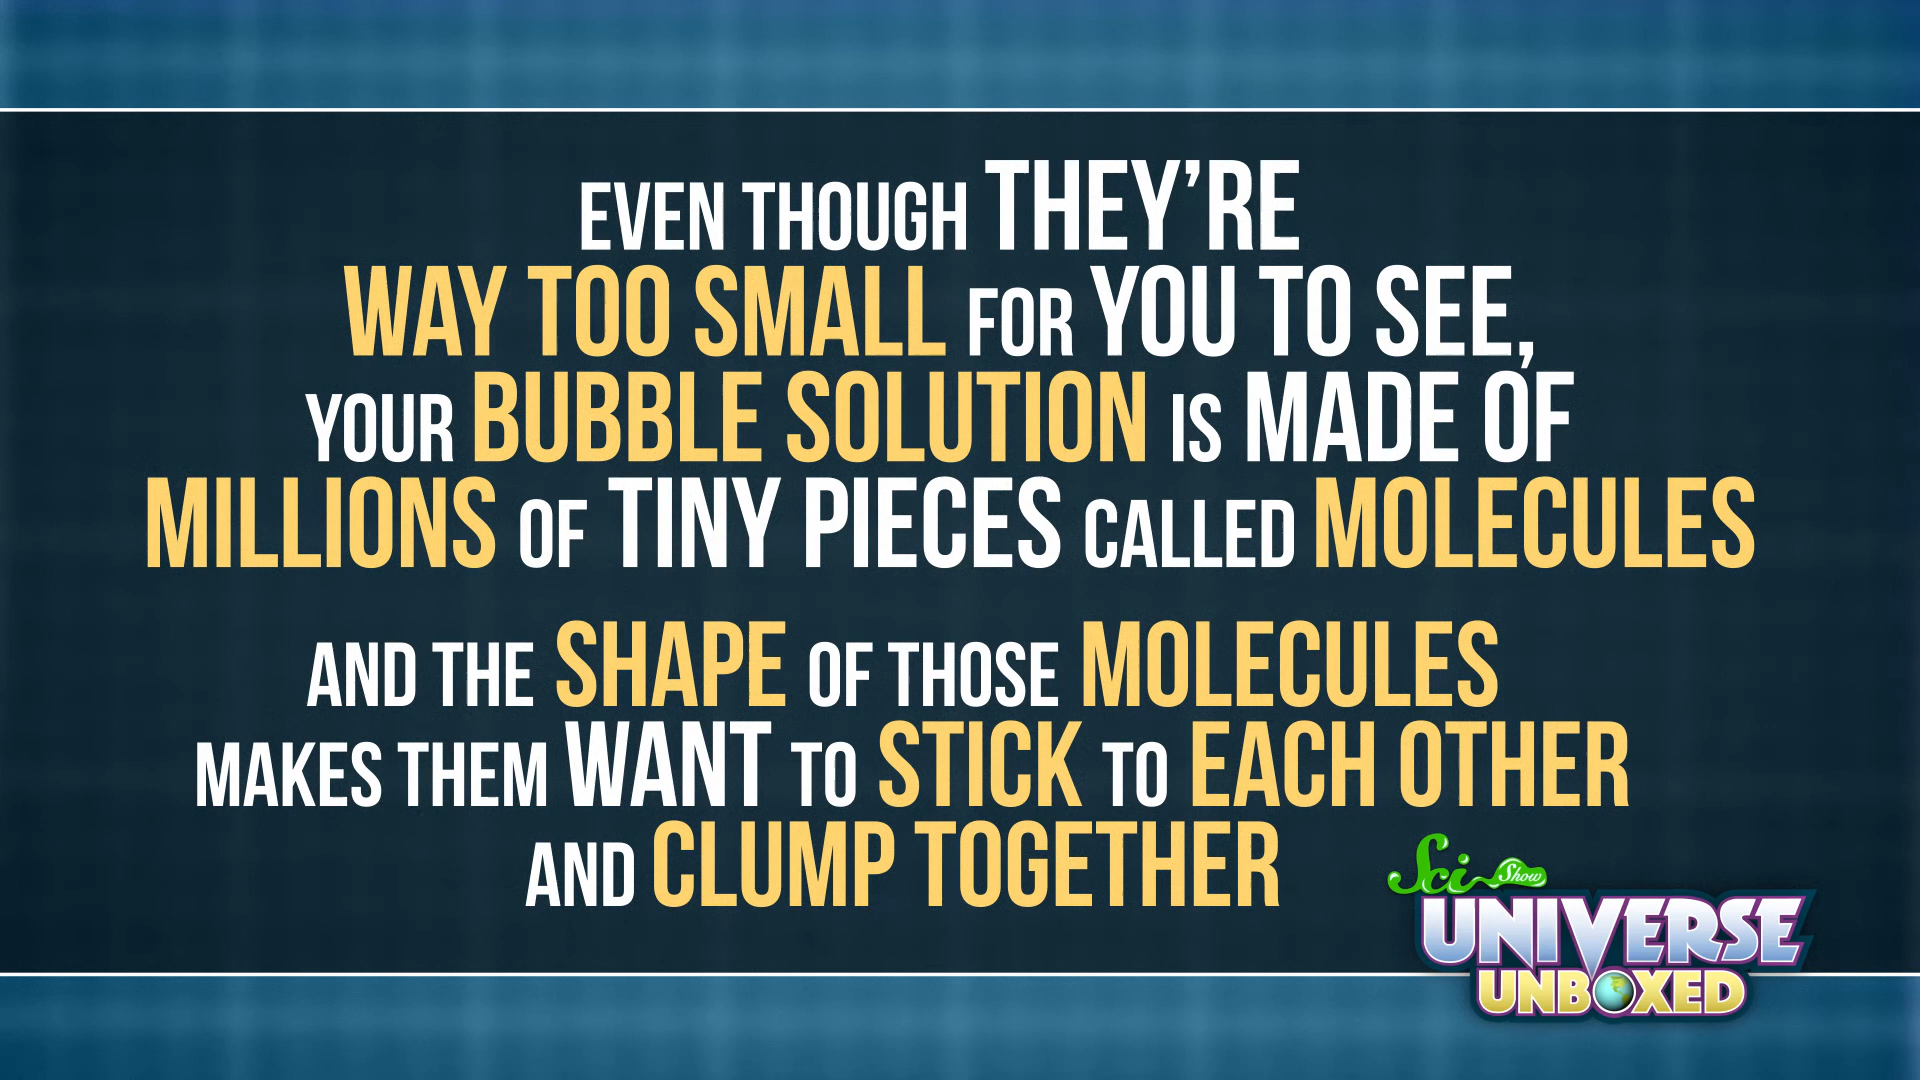 EVEN THOUGH THEY'RE
WAY TOO SMALL FOR YOU TO SEE,
YOUR BUBBLE SOLUTION IS MADE OF
MILLIONS OF TINY PIECES CALLED MOLECULES
AND THE SHAPE OF THOSE MOLECULES
MAKES THEM WANT TO STICK TO EACH OTHER
AND CLUMP TOGETHER
Sci Show
UNIVERSE
UNBOXED